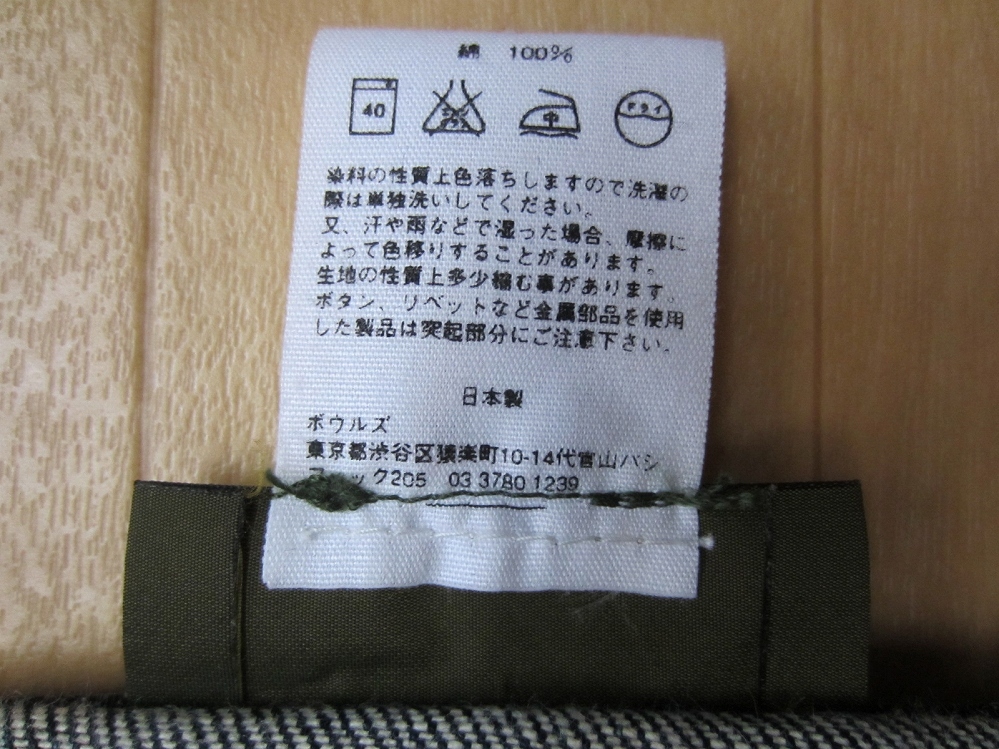 綿 100%
40
中
ドライ
染料の性質上色落ちしますので洗濯の
際は単独洗いしてください。
又、汗や雨などで湿った場合、摩擦に
よって色移りすることがあります。
生地の性質上多少縮む事があります。
ボタン、リベットなど金属部品を使用
した製品は突起部分にご注意下さい。
日本製
ボウルズ
東京都渋谷区猿楽町10-14代官山パシ
フィック205 03 3780 1239